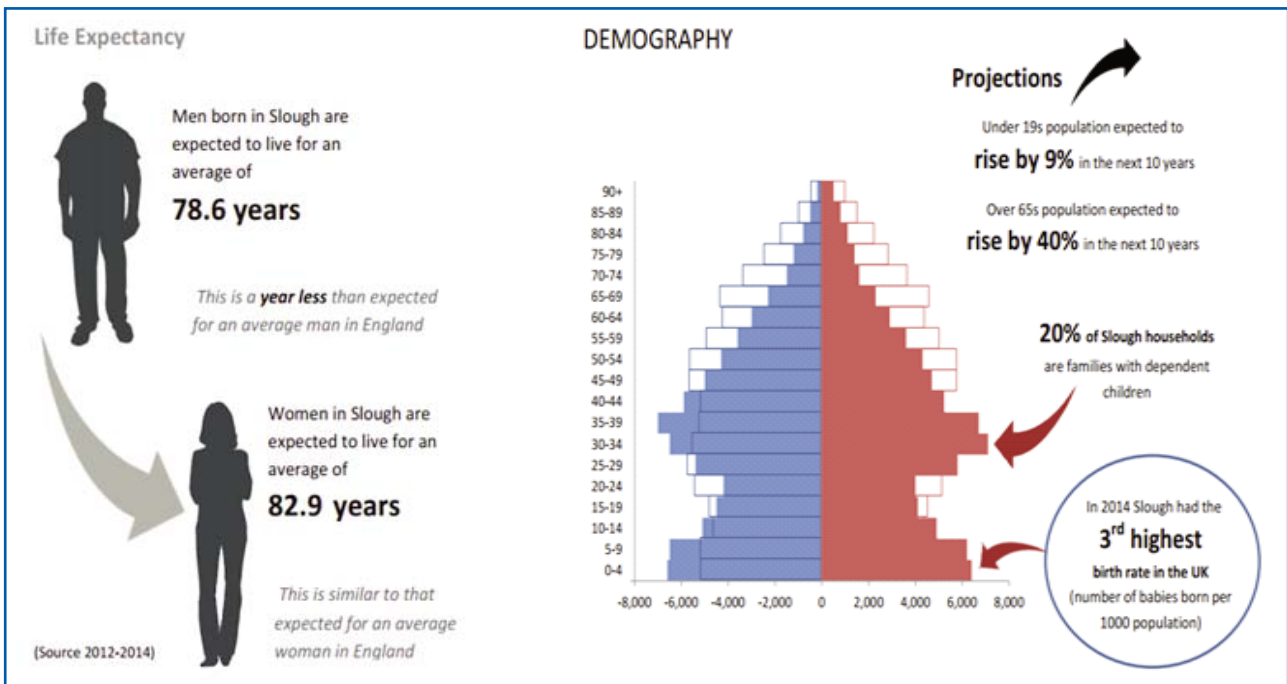 Life Expectancy
Men born in Slough are
expected to live for an
average of
78.6 years
This is a year less than expected
for an average man in England
Women in Slough are
expected to live for an
average of
82.9 years
This is similar to that
expected for an average
woman in England
(Source 2012-2014)
DEMOGRAPHY
90+
85-89
80-84
75-79
70-74
65-69
60-64
55-59
50-54
45-49
40-44
35-39
30-34
25-29
20-24
15-19
10-14
5-9
0-4
-8,000 -6,000 -4,000 -2,000 0 2,000 4,000 6,000 8,000
Projections
Under 19s population expected to
rise by 9% in the next 10 years
Over 65s population expected to
rise by 40% in the next 10 years
20% of Slough households
are families with dependent
children
In 2014 Slough had the
3rd highest
birth rate in the UK
(number of babies born per
1000 population)